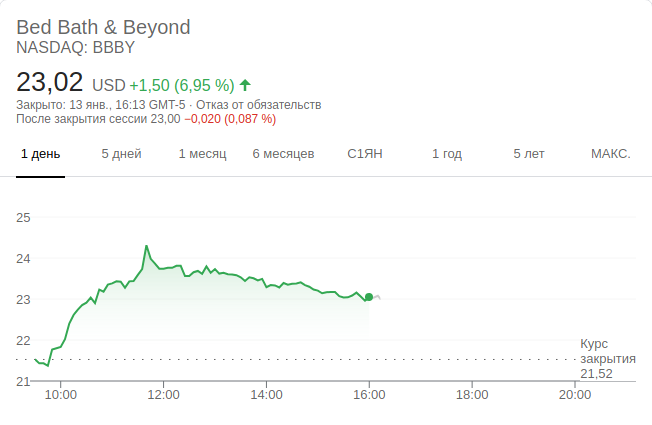 Bed Bath & Beyond
NASDAQ: BBBY
23,02 USD +1,50 (6,95 %)
Закрыто: 13 янв., 16:13 GMT-5 · Отказ от обязательств
После закрытия сессии 23,00 −0,020 (0,087 %)
1 день 5 дней 1 месяц 6 месяцев С1ЯН 1 год 5 лет МАКС.
25
24
23
22
Курс
закрытия
21,52
21
10:00 12:00 14:00 16:00 18:00 20:00